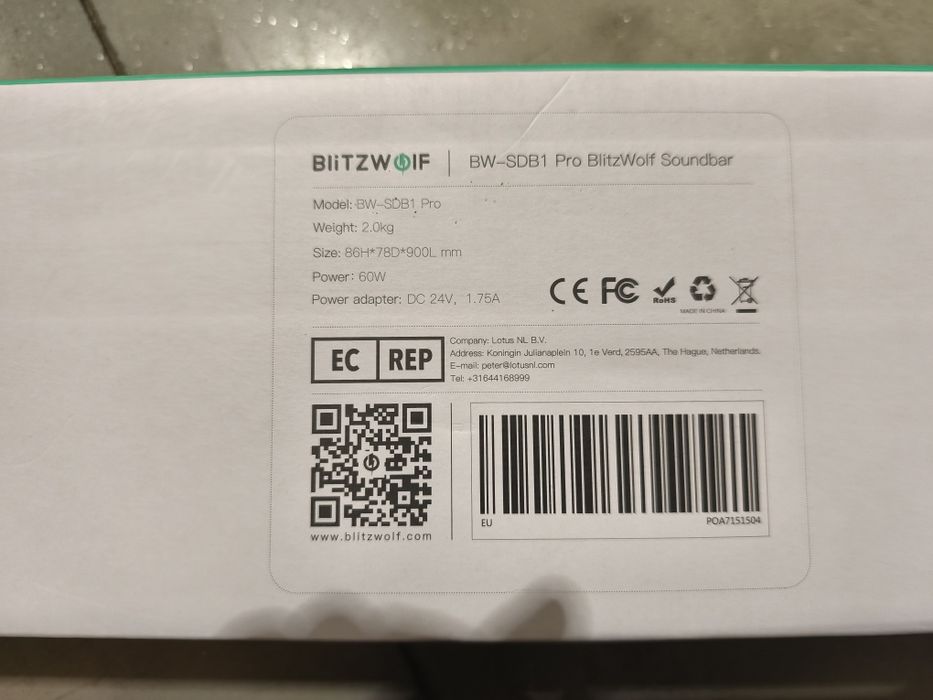 BLiTZWOLF | BW-SDB1 Pro BlitzWolf Soundbar
Model: BW-SDB1 Pro
Weight: 2.0kg
Size: 86H*78D*900L mm
Power: 60W
Power adapter: DC 24V, 1.75A
CE FC RoHS
MADE IN CHINA
EC REP
Company: Lotus NL B.V.
Address: Koningin Julianaplein 10, 1e Verd, 2595AA, The Hague, Netherlands.
E-mail: peter@lotusnl.com
Tel: +31644168999
www.blitzwolf.com
EU POA7151504